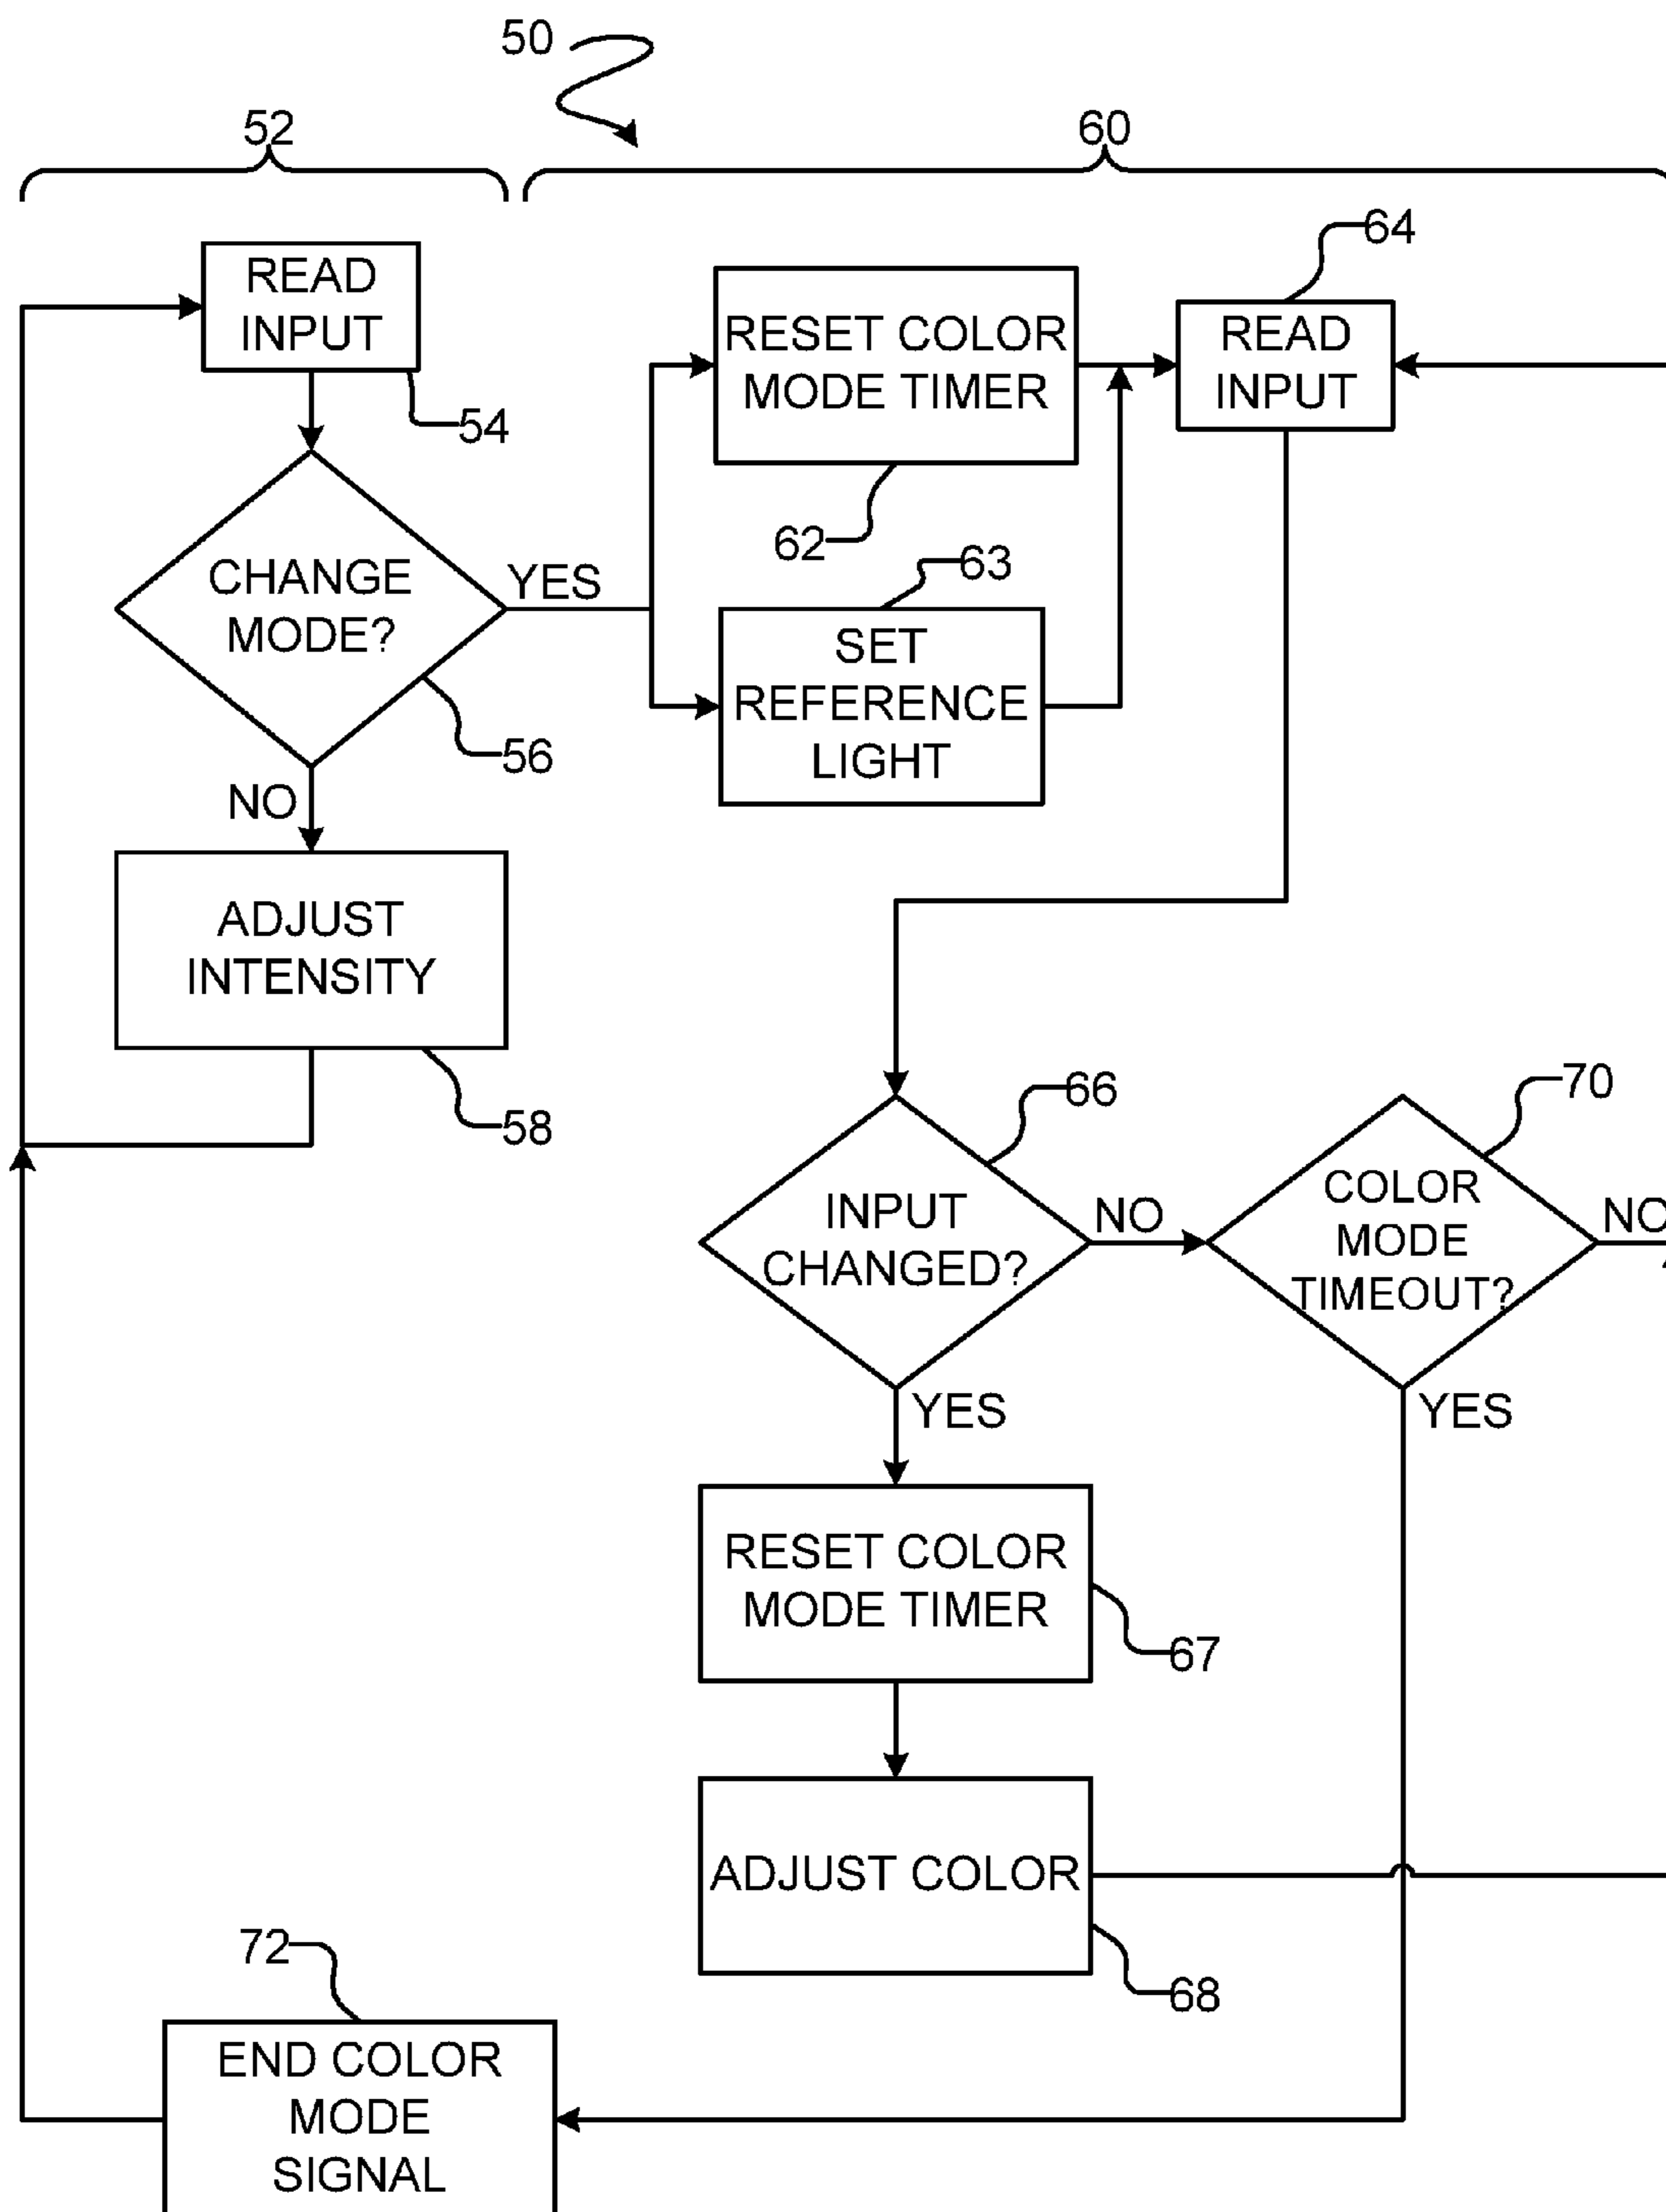 50
52
60
READ
INPUT
54
CHANGE
MODE?
YES
56
NO
ADJUST
INTENSITY
58
RESET COLOR
MODE TIMER
62
63
SET
REFERENCE
LIGHT
64
READ
INPUT
66
INPUT
CHANGED?
NO
70
COLOR
MODE
TIMEOUT?
NO
YES
YES
RESET COLOR
MODE TIMER
67
ADJUST COLOR
68
72
END COLOR
MODE
SIGNAL